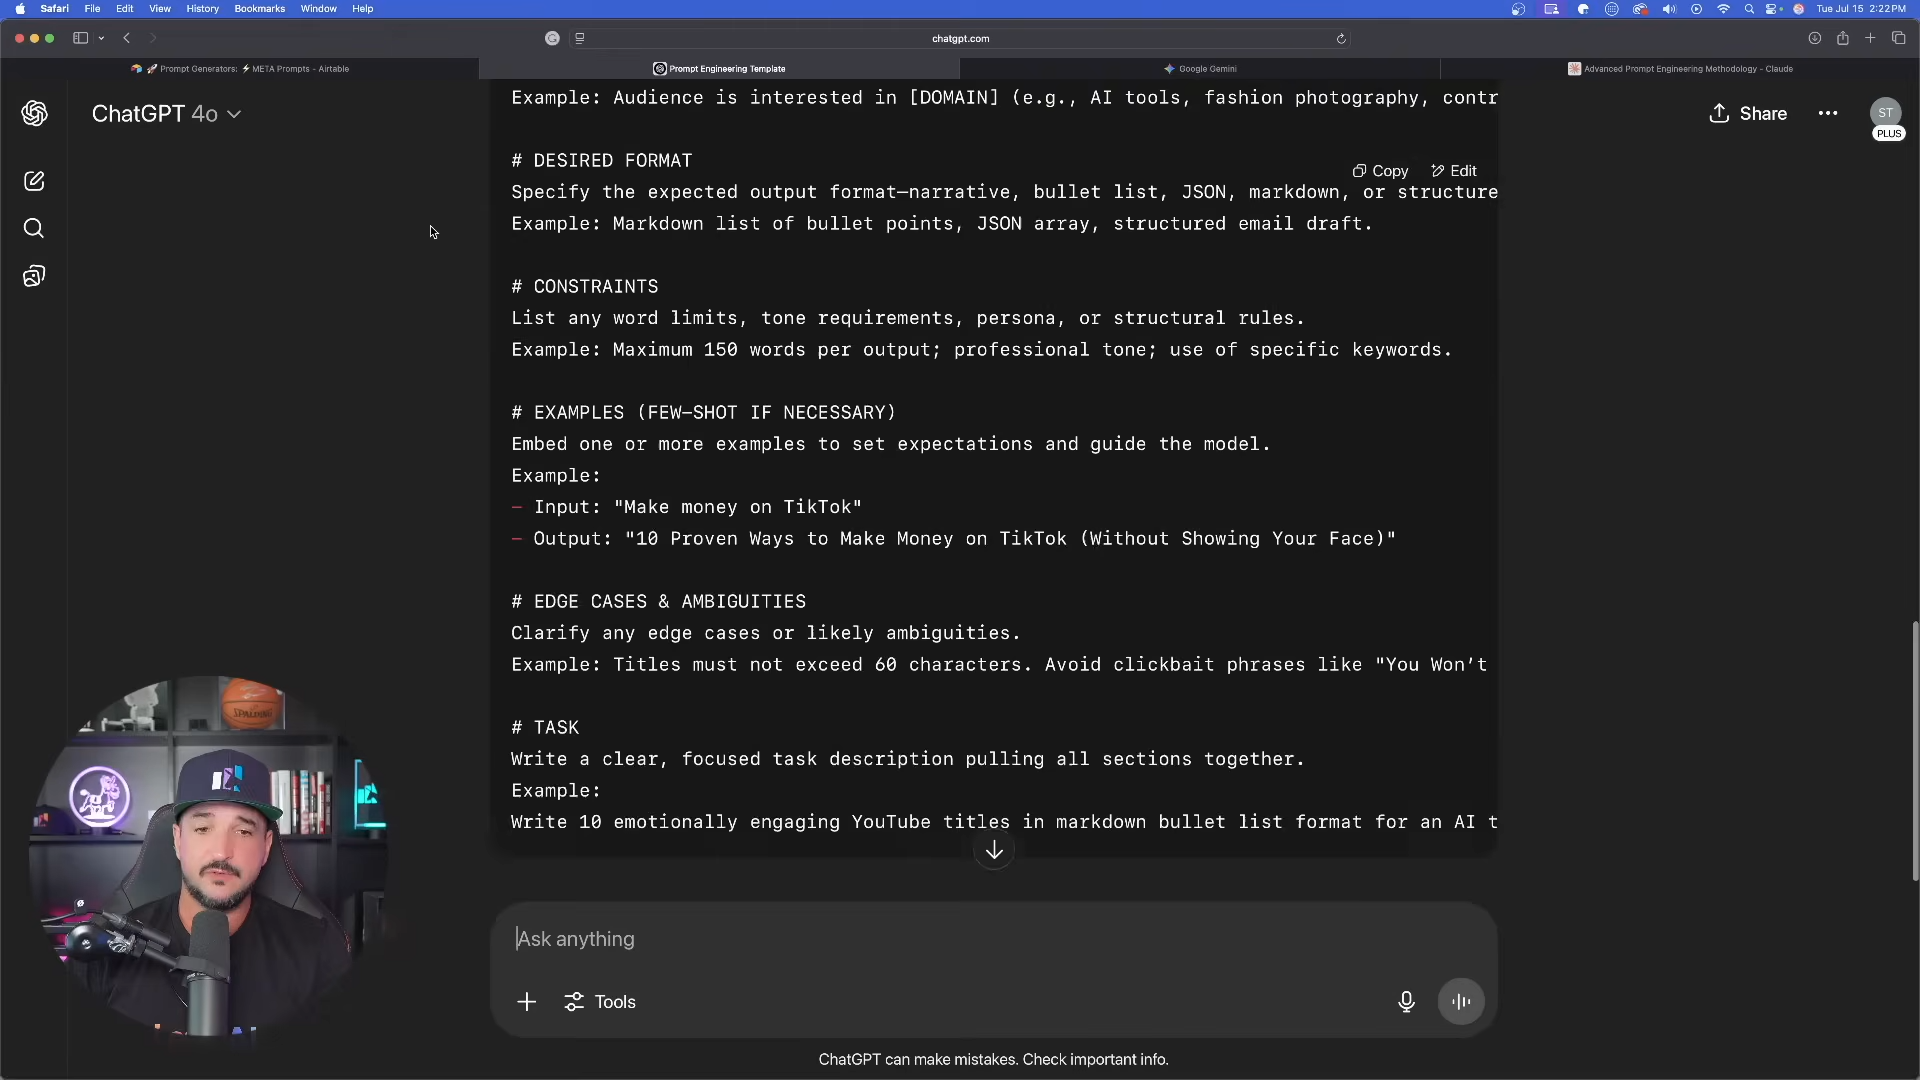 Safari File Edit View History Bookmarks Window Help Tue Jul 15 2:22 PM
chatgpt.com
🚀 Prompt Generators: ⚡ META Prompts - Airtable
Prompt Engineering Template
Google Gemini
Advanced Prompt Engineering Methodology - Claude
ChatGPT 4o
Share
ST
PLUS
Example: Audience is interested in [DOMAIN] (e.g., AI tools, fashion photography, contr
# DESIRED FORMAT
Copy Edit
Specify the expected output format—narrative, bullet list, JSON, markdown, or structure
Example: Markdown list of bullet points, JSON array, structured email draft.
# CONSTRAINTS
List any word limits, tone requirements, persona, or structural rules.
Example: Maximum 150 words per output; professional tone; use of specific keywords.
# EXAMPLES (FEW-SHOT IF NECESSARY)
Embed one or more examples to set expectations and guide the model.
Example:
- Input: "Make money on TikTok"
- Output: "10 Proven Ways to Make Money on TikTok (Without Showing Your Face)"
# EDGE CASES & AMBIGUITIES
Clarify any edge cases or likely ambiguities.
Example: Titles must not exceed 60 characters. Avoid clickbait phrases like "You Won’t
# TASK
Write a clear, focused task description pulling all sections together.
Example:
Write 10 emotionally engaging YouTube titles in markdown bullet list format for an AI t
SPALDING
Ask anything
Tools
ChatGPT can make mistakes. Check important info.